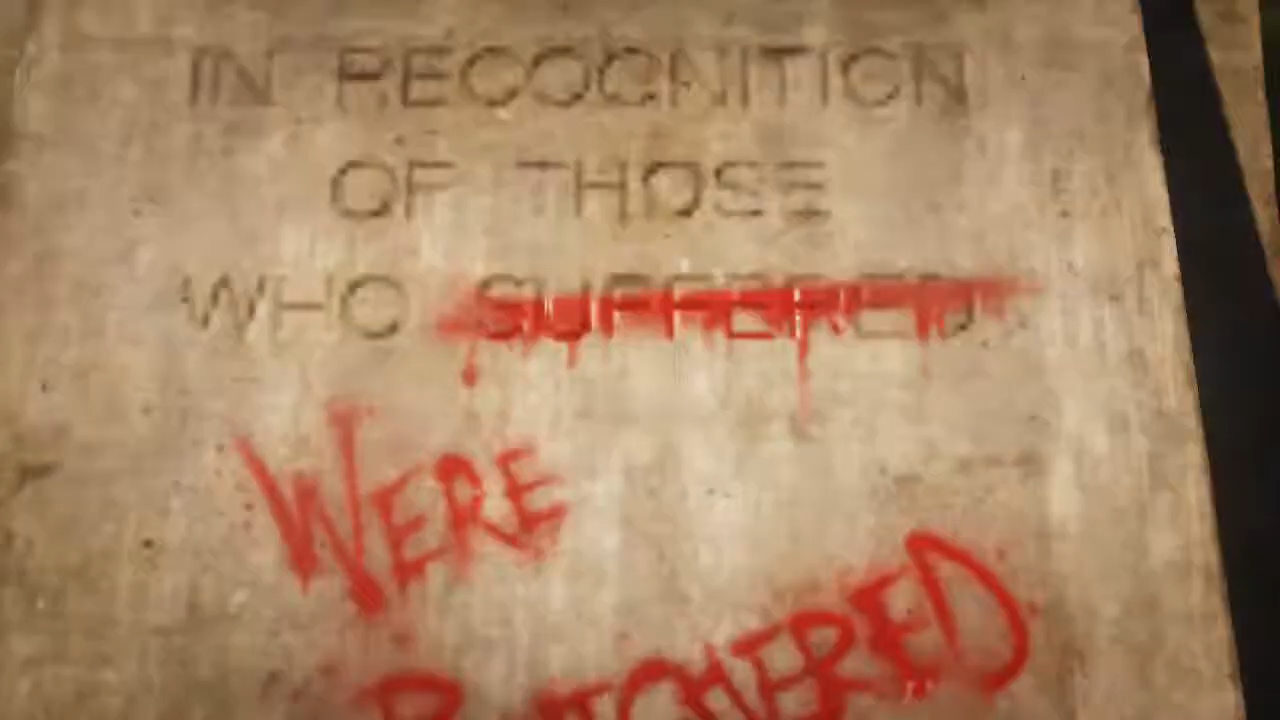 IN RECOGNITION
OF THOSE
WHO SUFFERED
WERE
BUTCHERED